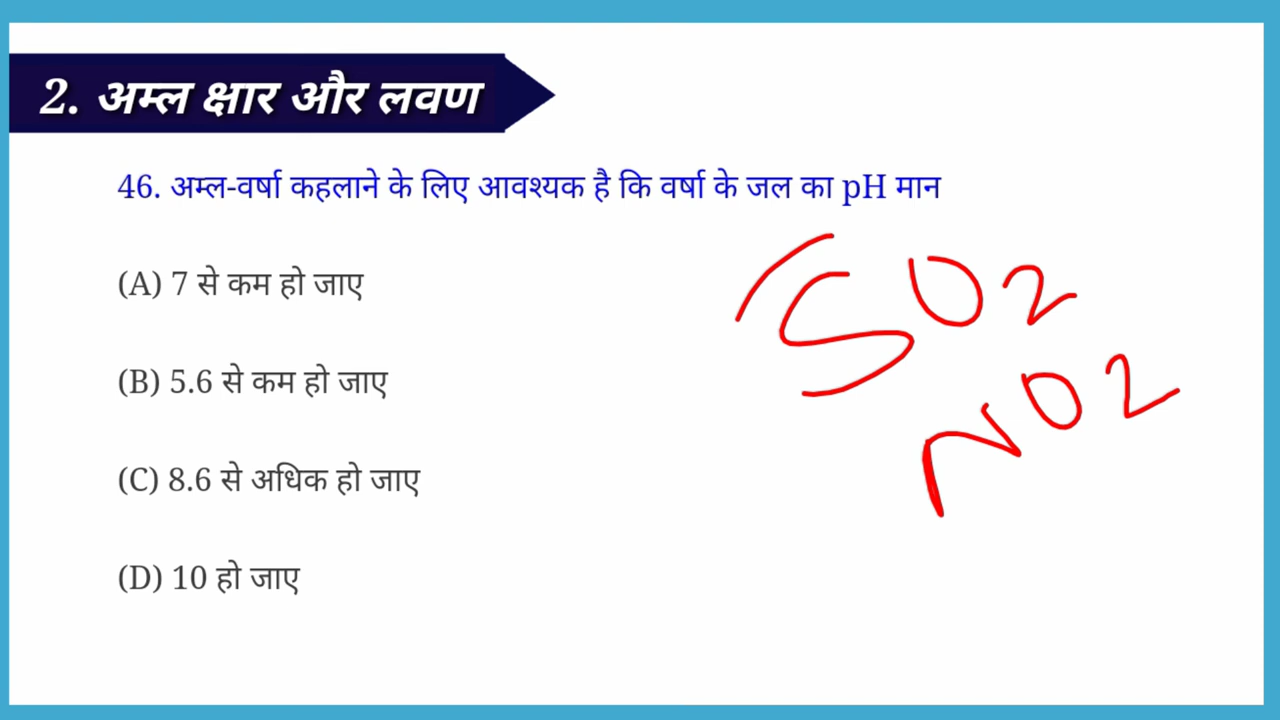 2. अम्ल क्षार और लवण
46. अम्ल-वर्षा कहलाने के लिए आवश्यक है कि वर्षा के जल का pH मान
(A) 7 से कम हो जाए
(B) 5.6 से कम हो जाए
(C) 8.6 से अधिक हो जाए
(D) 10 हो जाए
SO2
NO2